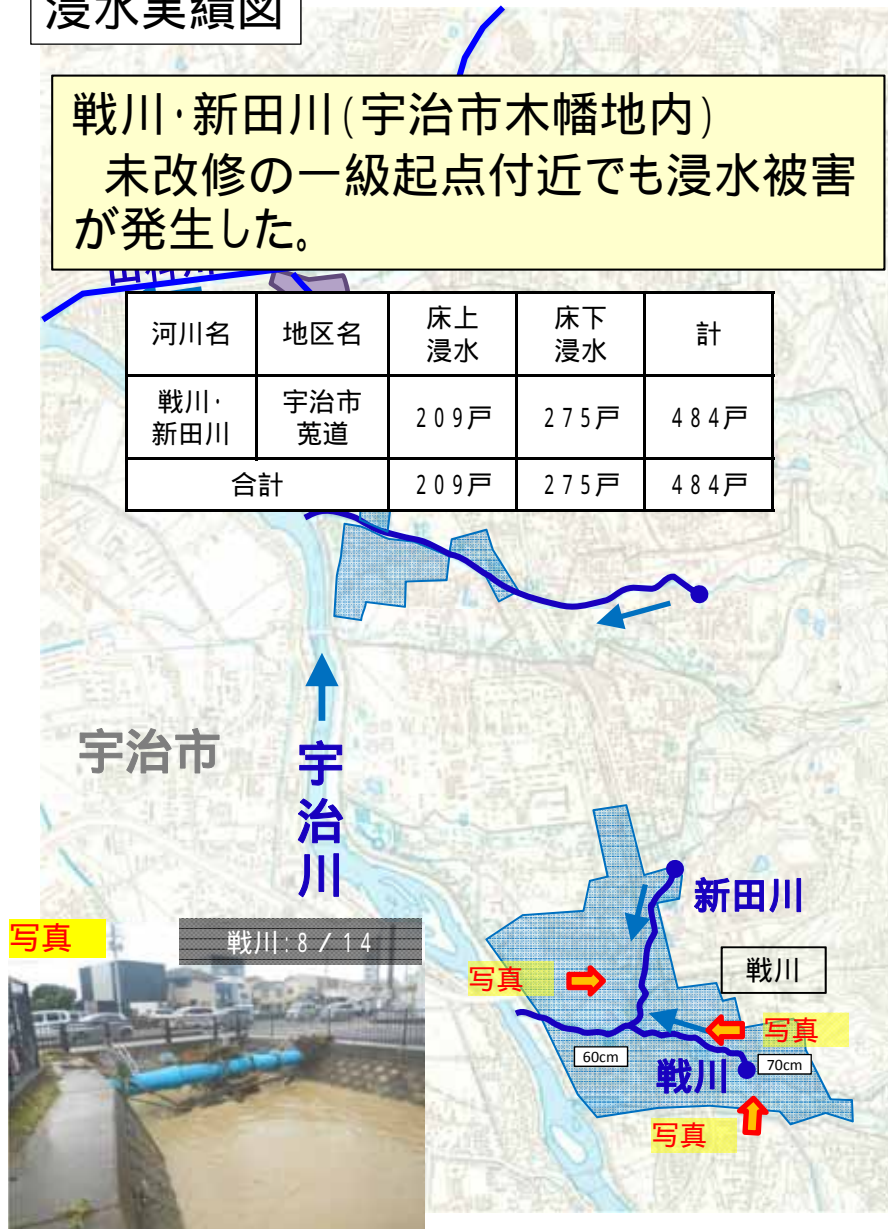 浸水実績図
戦川・新田川(宇治市木幡地内)
未改修の一級起点付近でも浸水被害
が発生した。
河川名 地区名 床上浸水 床下浸水 計
戦川・新田川 宇治市菟道 209戸 275戸 484戸
合計 209戸 275戸 484戸
宇治市
宇治川
新田川
戦川
写真
戦川:8/14
写真
写真
60cm
戦川
70cm
写真